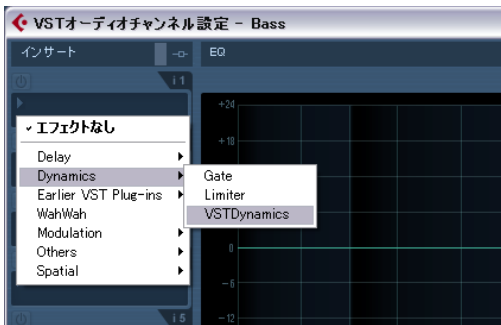 VSTオーディオチャンネル設定 - Bass
インサート
EQ
i1
+24
エフェクトなし
+18
Delay
Dynamics
Gate
Earlier VST Plug-ins
Limiter
WahWah
VSTDynamics
Modulation
Others
0
Spatial
-6
i5
-12